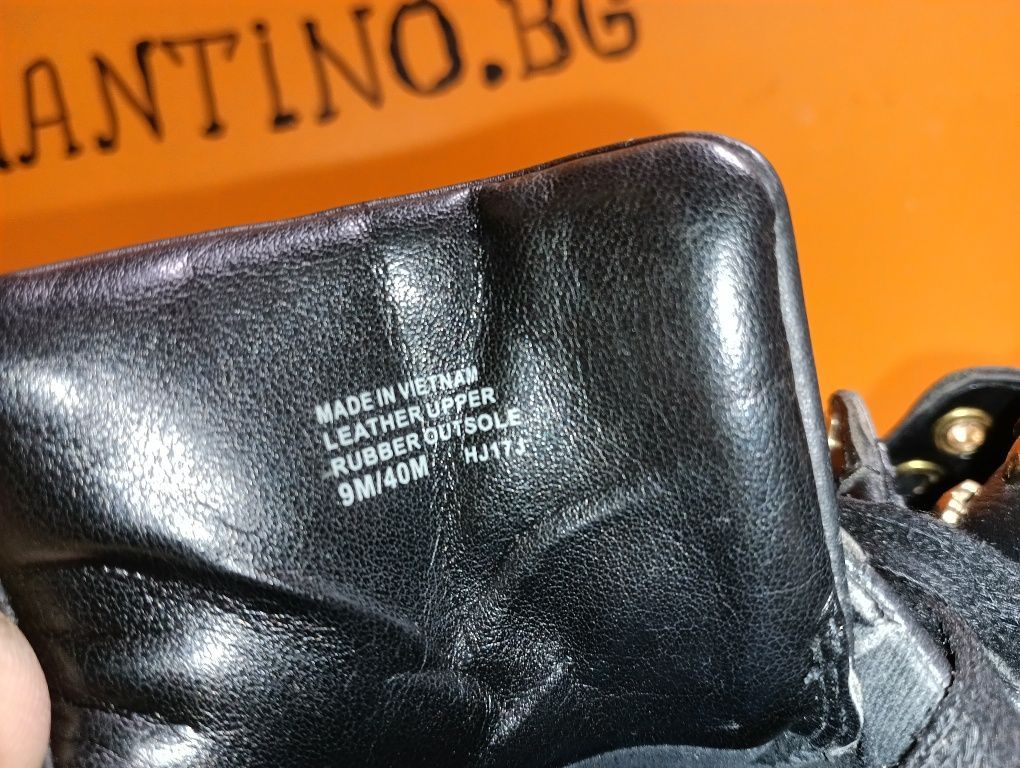 ANTINO.BG
MADE IN VIETNAM
LEATHER UPPER
RUBBER OUTSOLE
9M/40M HJ17J